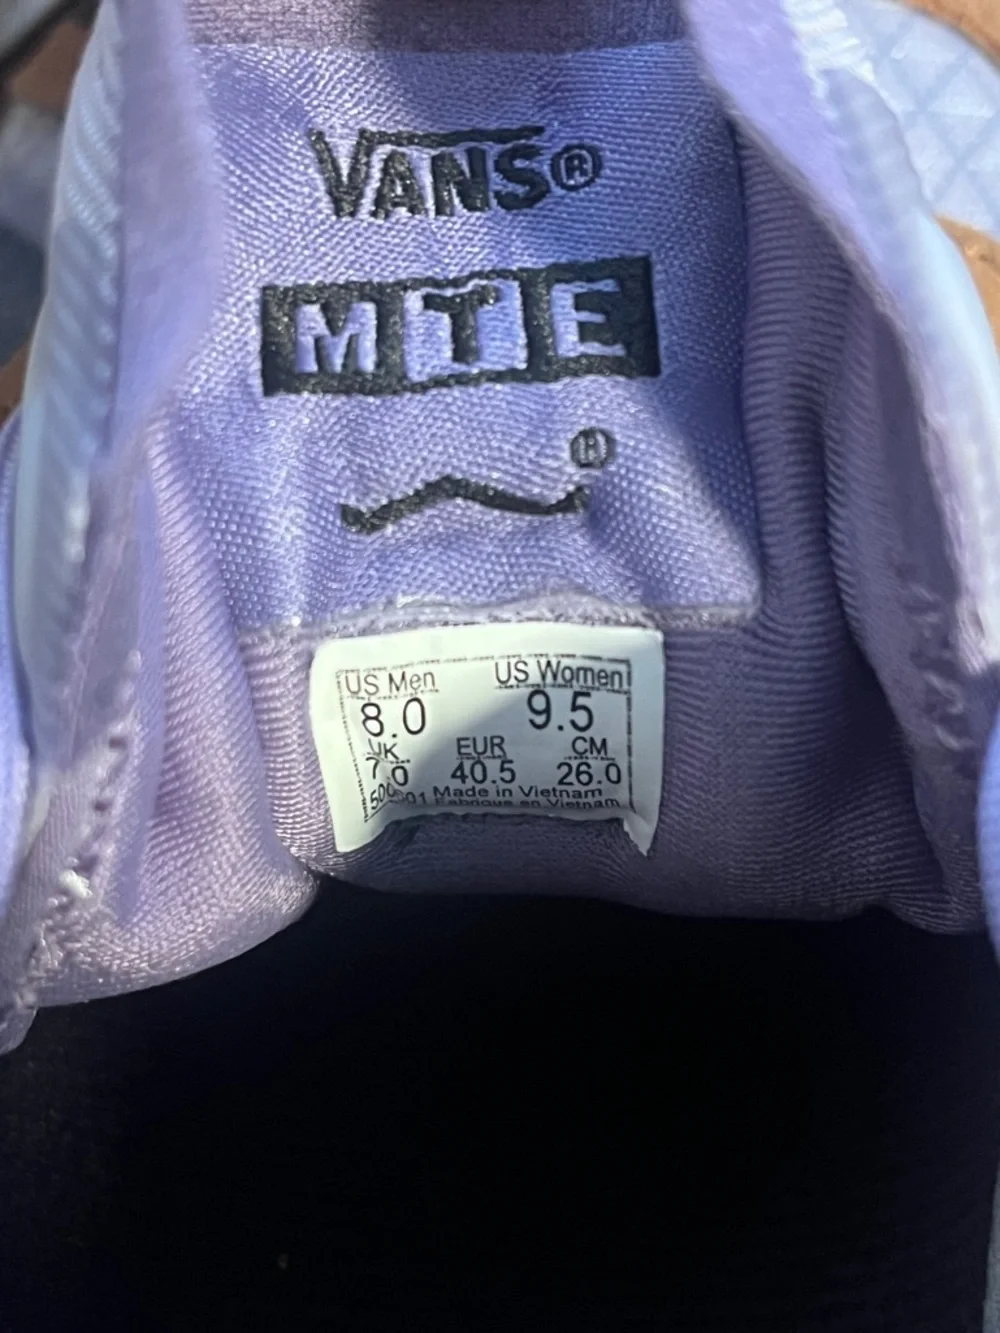 VANS®
MTE
®
US Men US Women
8.0 9.5
UK EUR CM
7.0 40.5 26.0
Made in Vietnam
Fabrique en Vietnam